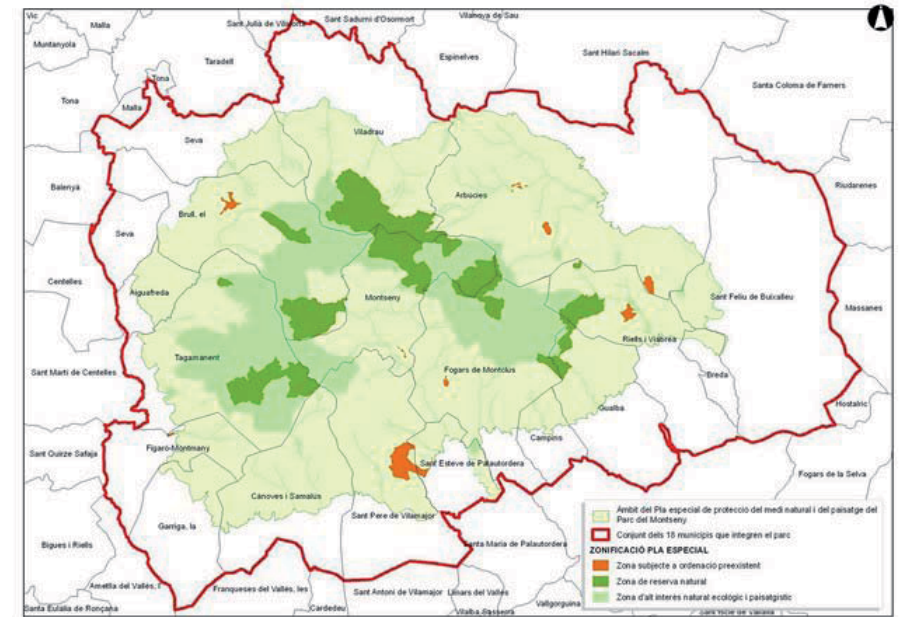 Vic
Malla
Sant Julià de Vilatorta
Sant Sadurní d'Osormort
Vilanova de Sau
Muntanyola
Taradell
Espinelves
Sant Hilari Sacalm
Tona
Santa Coloma de Farners
Tona
Malla
Seva
Viladrau
Balenyà
Brull, el
Arbúcies
Riudarenes
Seva
Centelles
Aiguafreda
Montseny
Sant Feliu de Buixalleu
Massanes
Tagamanent
Riells i Viabrea
Sant Martí de Centelles
Fogars de Montclús
Breda
Gualba
Hostalric
Sant Quirze Safaja
Figaró-Montmany
Campins
Sant Esteve de Palautordera
Fogars de la Selva
Cànoves i Samalús
Sant Pere de Vilamajor
Garriga, la
Bigues i Riells
Santa Maria de Palautordera
Ametlla del Vallès, l'
Franqueses del Vallès, les
Sant Antoni de Vilamajor
Llinars del Vallès
Vallgorguina
Santa Eulàlia de Ronçana
Cardedeu
Vilalba Sasserra
Àmbit del Pla especial de protecció del medi natural i del paisatge del
Parc del Montseny
Conjunt dels 18 municipis que integren el parc
ZONIFICACIÓ PLA ESPECIAL
Zona subjecte a ordenació preexistent
Zona de reserva natural
Zona d'alt interés natural ecològic i paisatgístic